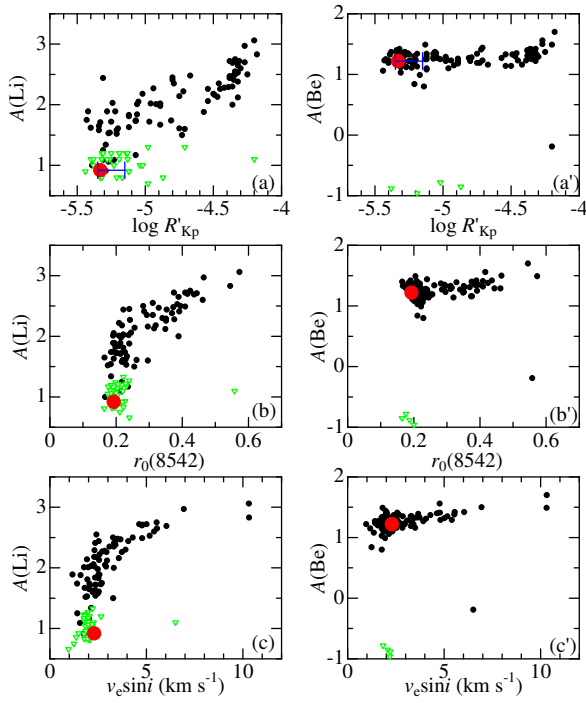 3
2
1
A(Li)
(a)
-5.5 -5 -4.5 -4
log R'Kp
2
1
0
-1
A(Be)
(a')
-5.5 -5 -4.5 -4
log R'Kp
3
2
1
0
A(Li)
(b)
0 0.2 0.4 0.6
r0(8542)
2
1
0
-1
A(Be)
(b')
0 0.2 0.4 0.6
r0(8542)
3
2
1
A(Li)
(c)
5 10
vesini (km s-1)
2
1
0
-1
A(Be)
(c')
0 5 10
vesini (km s-1)